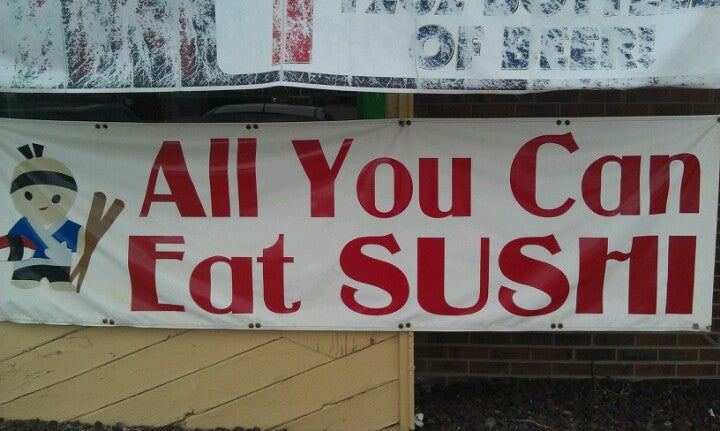 OF BEER!
All You Can
Eat SUSHI